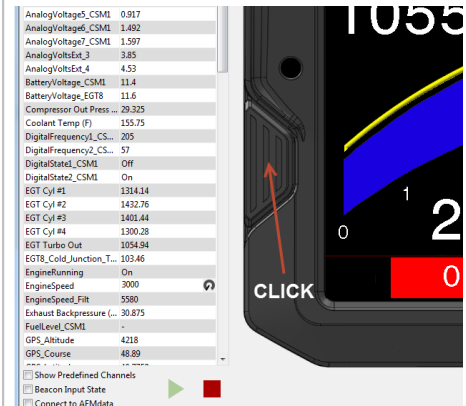 AnalogVoltage5_CSM1 0.917
AnalogVoltage6_CSM1 1.492
AnalogVoltage7_CSM1 1.597
AnalogVoltsExt_3 3.85
AnalogVoltsExt_4 4.53
BatteryVoltage_CSM1 11.4
BatteryVoltage_EGT8 11.6
Compressor Out Press ... 29.325
Coolant Temp (F) 155.75
DigitalFrequency1_CS... 205
DigitalFrequency2_CS... 57
DigitalState1_CSM1 Off
DigitalState2_CSM1 On
EGT Cyl #1 1314.14
EGT Cyl #2 1432.76
EGT Cyl #3 1401.44
EGT Cyl #4 1300.28
EGT Turbo Out 1054.94
EGT8_Cold_Junction_T... 103.46
EngineRunning On
EngineSpeed 3000
EngineSpeed_Filt 5580
Exhaust Backpressure (... 30.875
FuelLevel_CSM1 -
GPS_Altitude 4218
GPS_Course 48.89
Show Predefined Channels
Beacon Input State
Connect to AEMdata
CLICK
1055
0 1 2
0